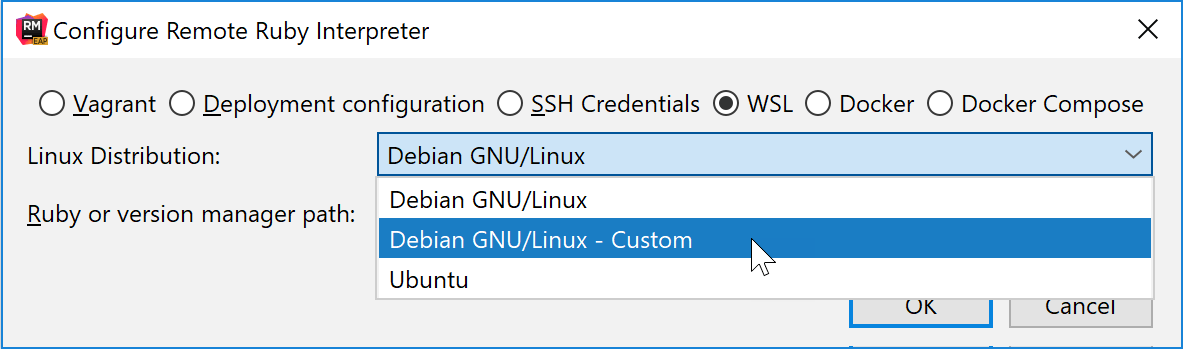 RM
EAP
Configure Remote Ruby Interpreter
Vagrant Deployment configuration SSH Credentials WSL Docker Docker Compose
Linux Distribution: Debian GNU/Linux
Debian GNU/Linux
Ruby or version manager path:
Debian GNU/Linux - Custom
Ubuntu
OK Cancel